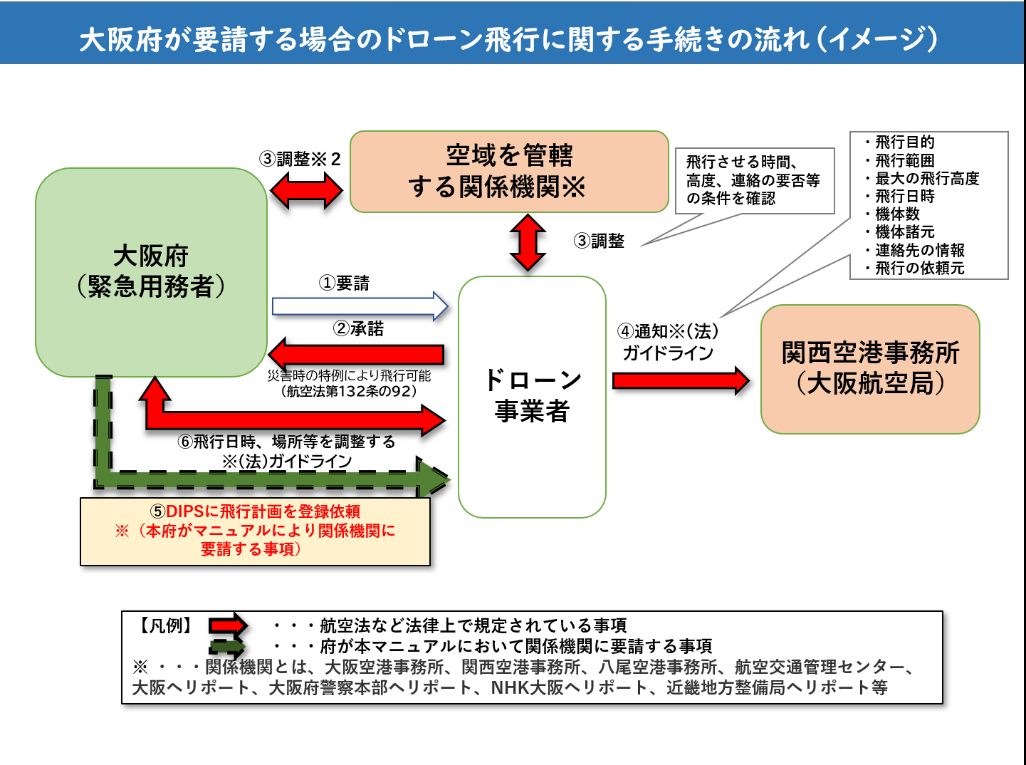 大阪府が要請する場合のドローン飛行に関する手続きの流れ（イメージ）
③調整※２
空域を管轄
する関係機関※
飛行させる時間、
高度、連絡の要否等
の条件を確認
・飛行目的
・飛行範囲
・最大の飛行高度
・飛行日時
・機体数
・機体諸元
・連絡先の情報
・飛行の依頼元
大阪府
（緊急用務者）
③調整
①要請
②承諾
災害時の特例により飛行可能
（航空法第132条の92）
ドローン
事業者
④通知※(法)
ガイドライン
関西空港事務所
（大阪航空局）
⑥飛行日時、場所等を調整する
※(法)ガイドライン
⑤DIPSに飛行計画を登録依頼
※（本府がマニュアルにより関係機関に
要請する事項）
【凡例】　・・・航空法など法律上で規定されている事項
・・・府が本マニュアルにおいて関係機関に要請する事項
※ ・・・関係機関とは、大阪空港事務所、関西空港事務所、八尾空港事務所、航空交通管理センター、
大阪ヘリポート、大阪府警察本部ヘリポート、NHK大阪ヘリポート、近畿地方整備局ヘリポート等